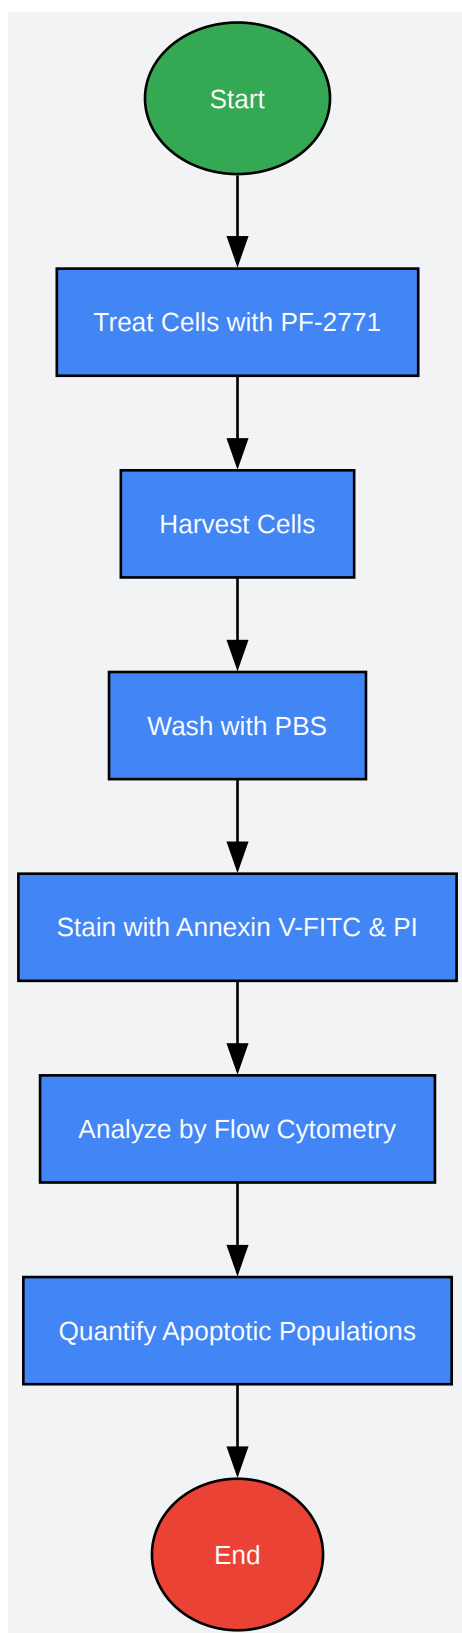 Start
Treat Cells with PF-2771
Harvest Cells
Wash with PBS
Stain with Annexin V-FITC & PI
Analyze by Flow Cytometry
Quantify Apoptotic Populations
End